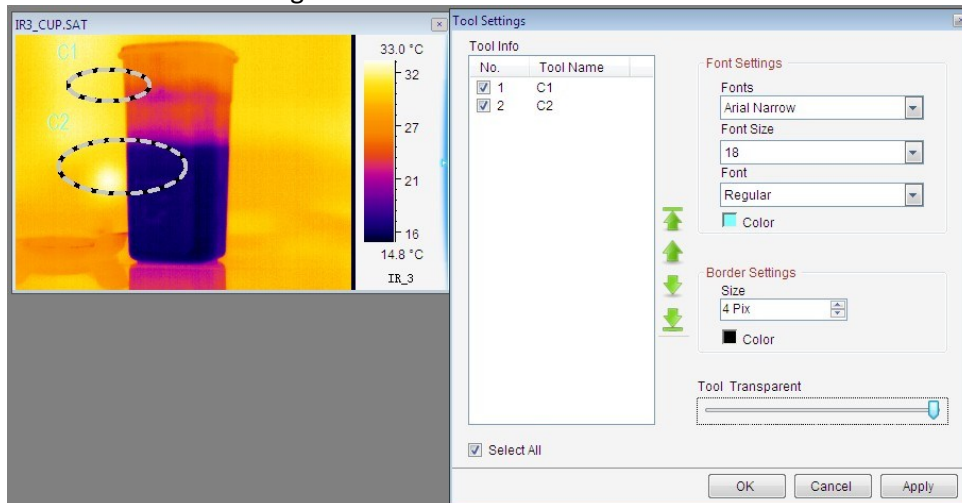 IR3_CUP.SAT
C1
C2
33.0 °C
32
27
21
16
14.8 °C
IR_3
Tool Settings
Tool Info
No. Tool Name
1 C1
2 C2
Select All
Font Settings
Fonts
Arial Narrow
Font Size
18
Font
Regular
Color
Border Settings
Size
4 Pix
Color
Tool Transparent
OK Cancel Apply